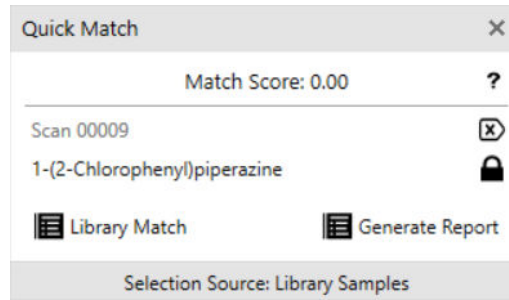 Quick Match
Match Score: 0.00 ?
Scan 00009
1-(2-Chlorophenyl)piperazine
Library Match Generate Report
Selection Source: Library Samples